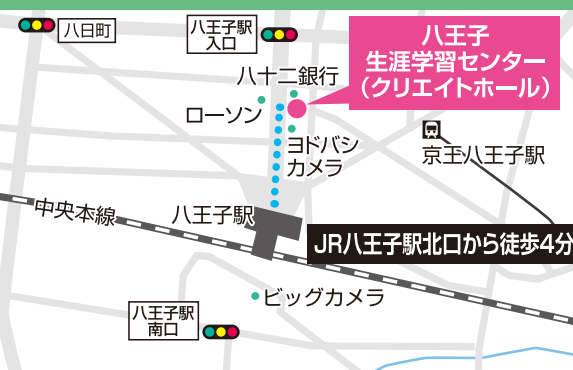 八日町
八王子駅
入口
八王子
生涯学習センター
（クリエイトホール）
八十二銀行
ローソン
ヨドバシ
カメラ
京王八王子駅
中央本線
八王子駅
JR八王子駅北口から徒歩4分
ビッグカメラ
八王子駅
南口